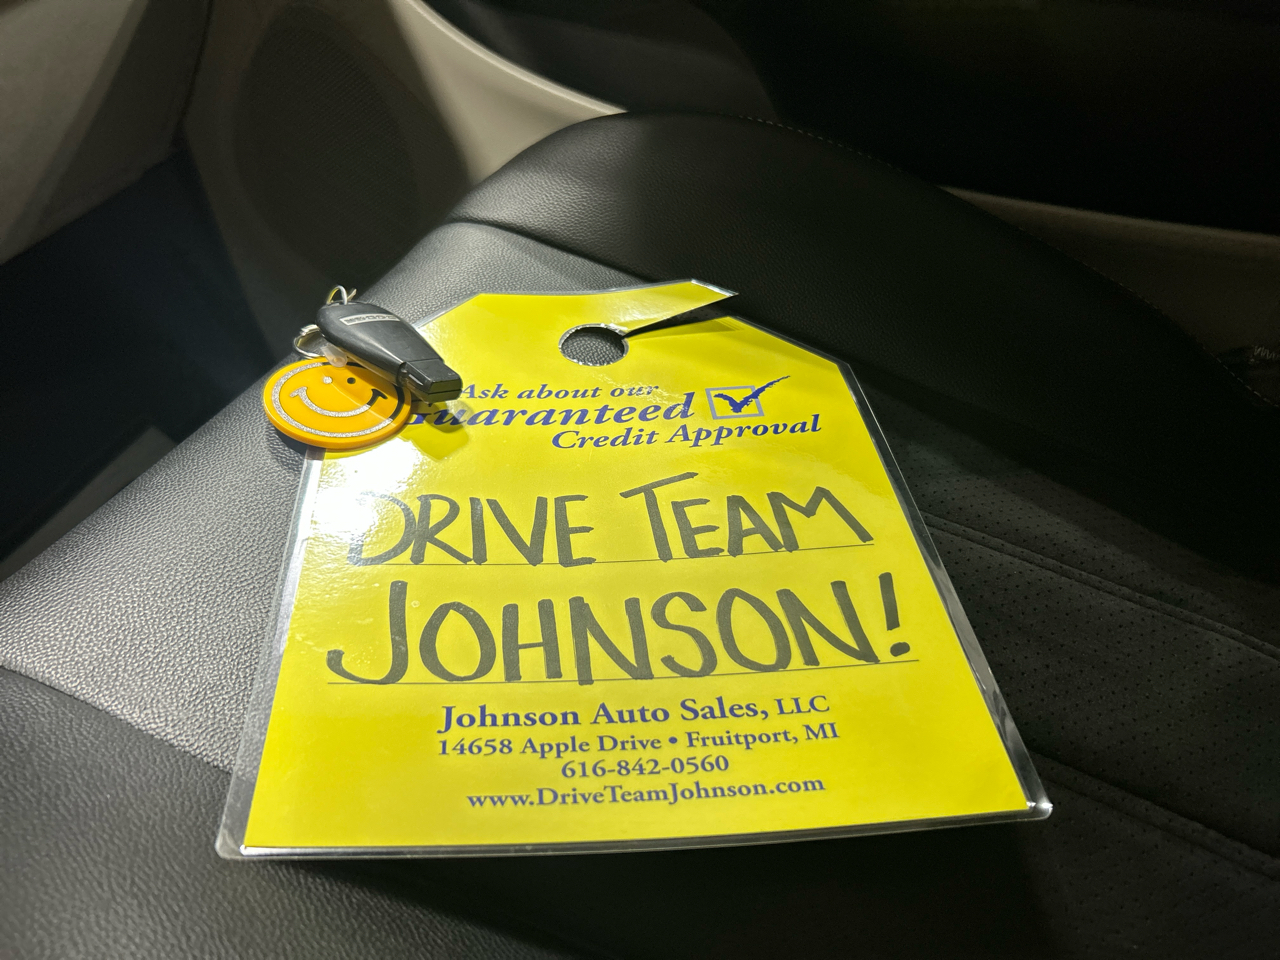 Ask about our
Guaranteed
Credit Approval
DRIVE TEAM
JOHNSON!
Johnson Auto Sales, LLC
14658 Apple Drive • Fruitport, MI
616-842-0560
www.DriveTeamJohnson.com